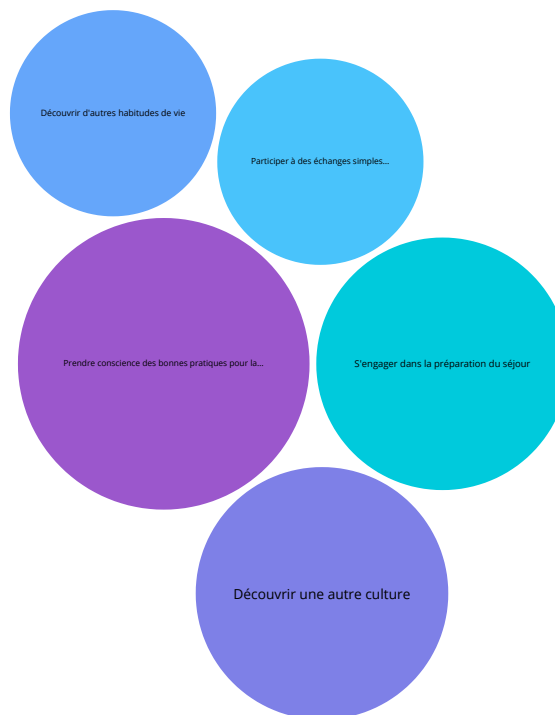 Découvrir d'autres habitudes de vie
Participer à des échanges simples...
Prendre conscience des bonnes pratiques pour la...
S'engager dans la préparation du séjour
Découvrir une autre culture